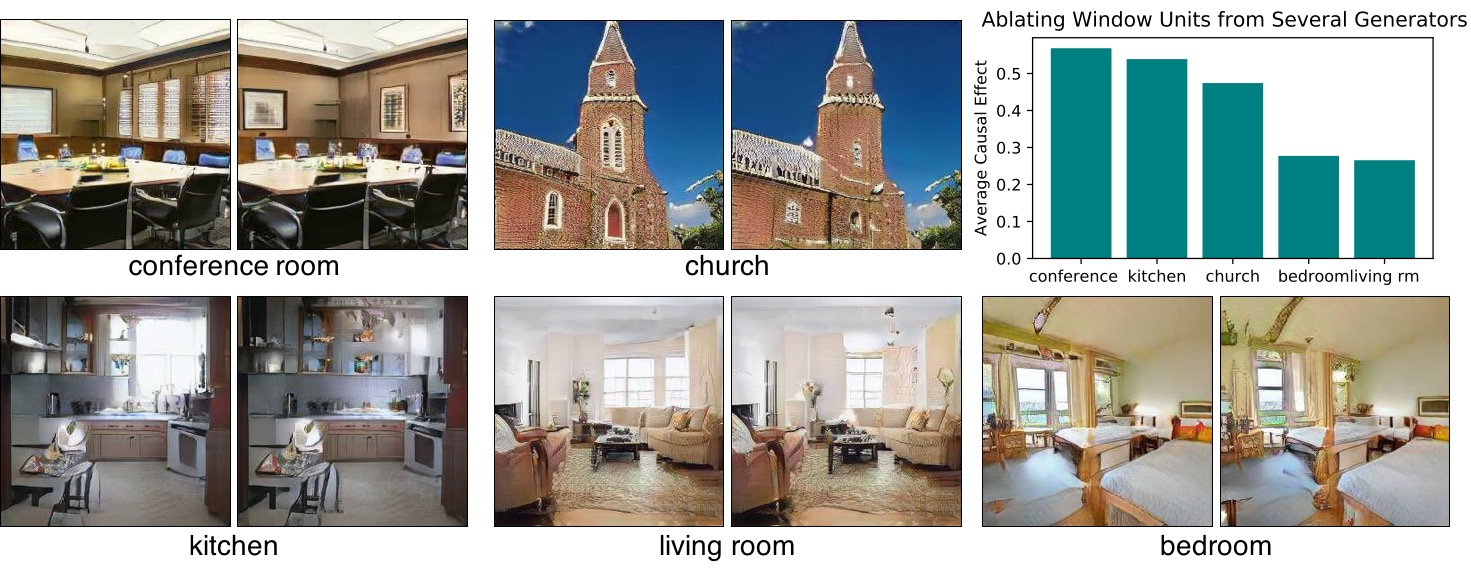 Ablating Window Units from Several Generators
Average Causal Effect
0.5
0.4
0.3
0.2
0.1
0.0
conference kitchen church bedroom living rm
conference room
church
kitchen
living room
bedroom